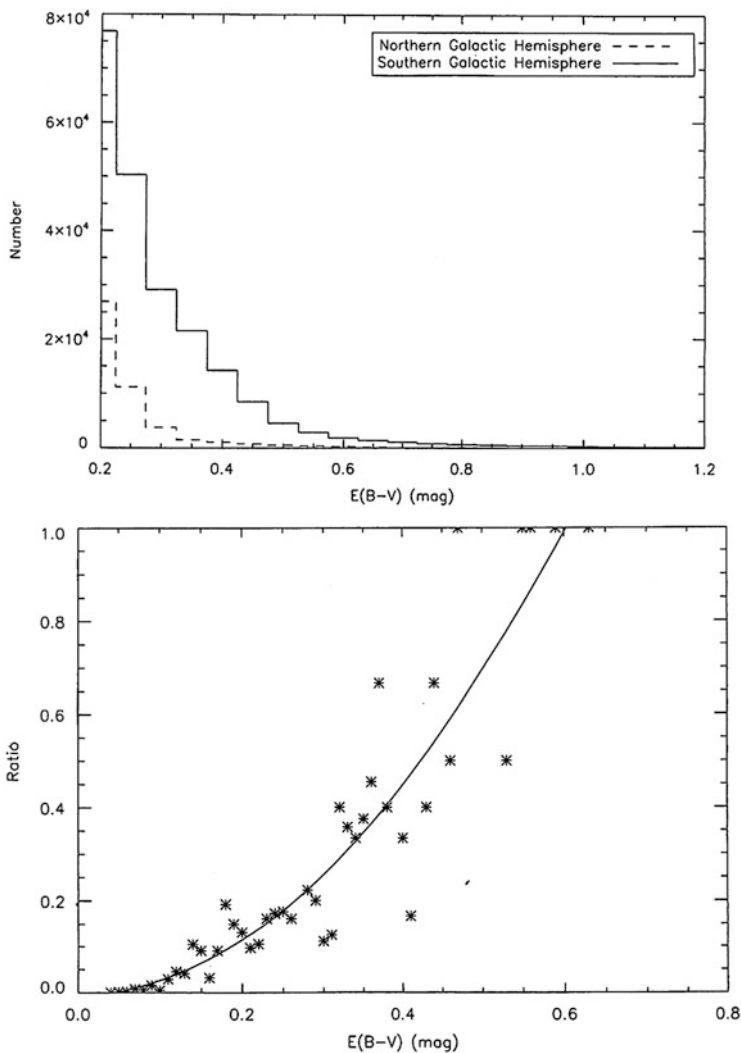 8×10⁴
Northern Galactic Hemisphere
Southern Galactic Hemisphere
6×10⁴
4×10⁴
2×10⁴
0
Number
0.2 0.4 0.6 0.8 1.0 1.2
E(B−V) (mag)
1.0
0.8
0.6
0.4
0.2
0.0
Ratio
0.0 0.2 0.4 0.6 0.8
E(B−V) (mag)